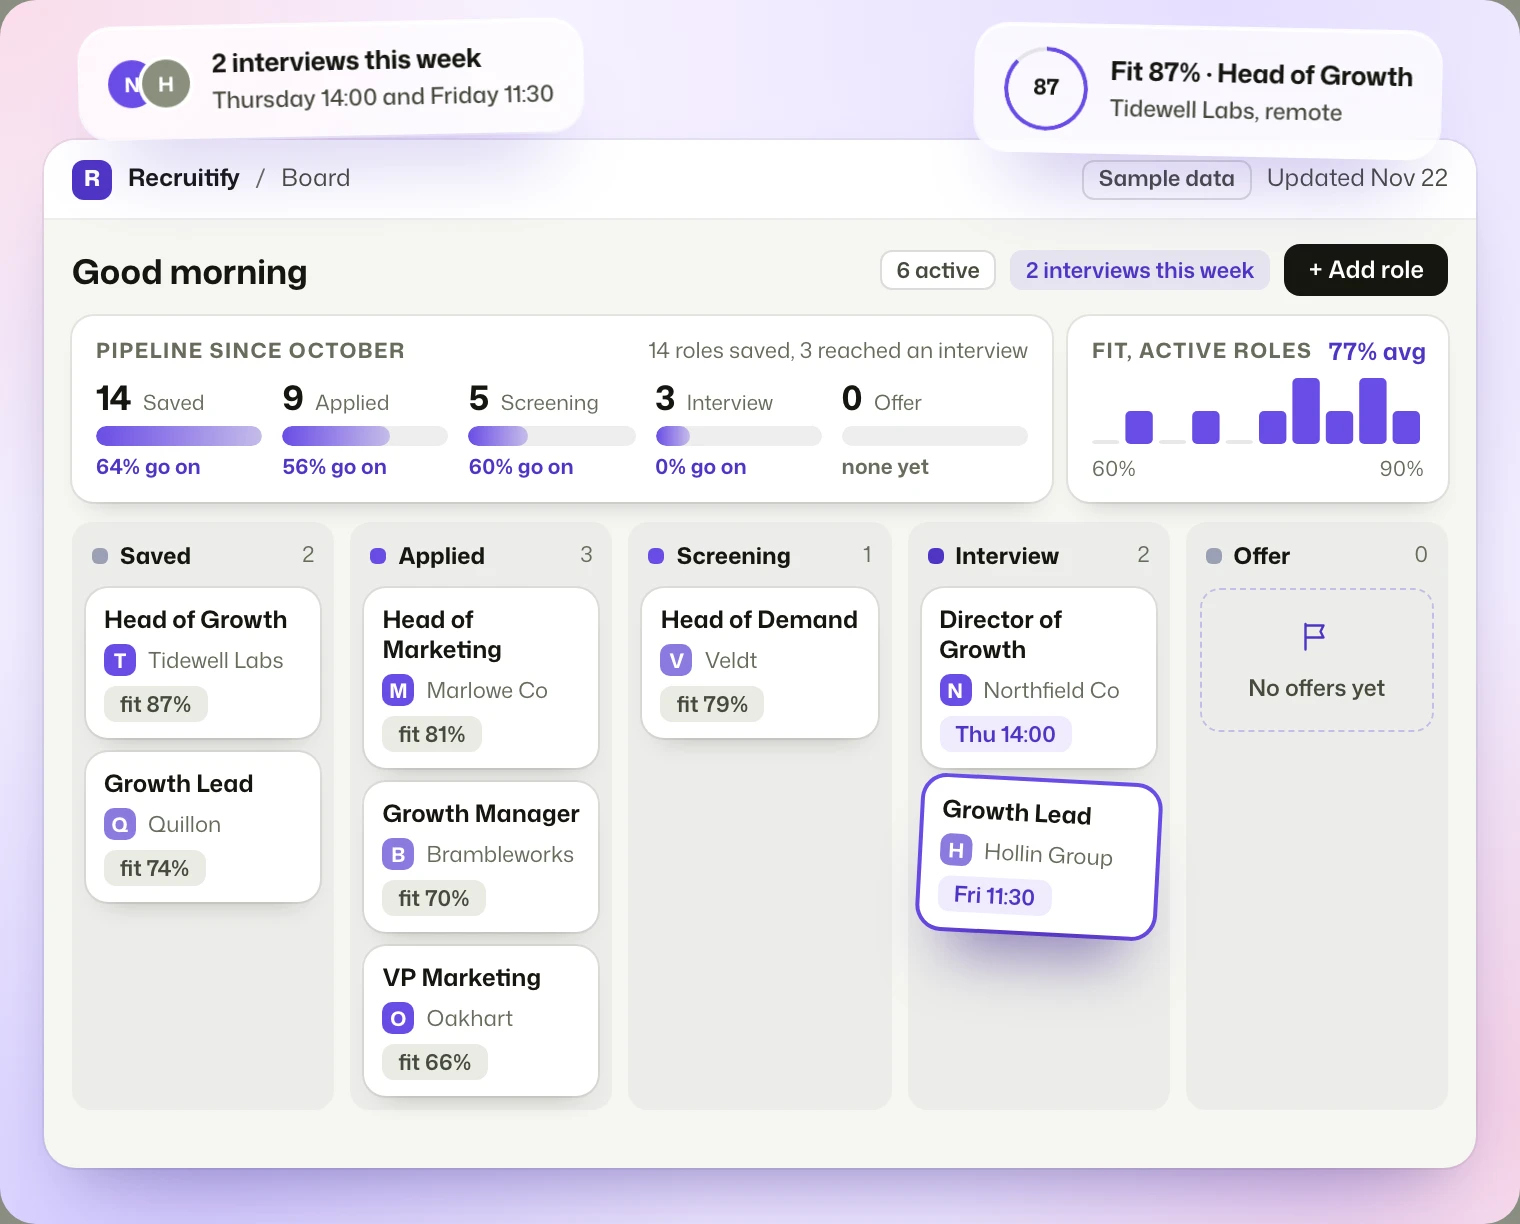 N H
2 interviews this week
Thursday 14:00 and Friday 11:30
87
Fit 87% · Head of Growth
Tidewell Labs, remote
R Recruitify / Board
Sample data Updated Nov 22
Good morning
6 active
2 interviews this week
+ Add role
PIPELINE SINCE OCTOBER
14 roles saved, 3 reached an interview
14 Saved
64% go on
9 Applied
56% go on
5 Screening
60% go on
3 Interview
0% go on
0 Offer
none yet
FIT, ACTIVE ROLES 77% avg
60% 90%
Saved 2
Head of Growth
T Tidewell Labs
fit 87%
Growth Lead
Q Quillon
fit 74%
Applied 3
Head of
Marketing
M Marlowe Co
fit 81%
Growth Manager
B Brambleworks
fit 70%
VP Marketing
O Oakhart
fit 66%
Screening 1
Head of Demand
V Veldt
fit 79%
Interview 2
Director of
Growth
N Northfield Co
Thu 14:00
Growth Lead
H Hollin Group
Fri 11:30
Offer 0
No offers yet